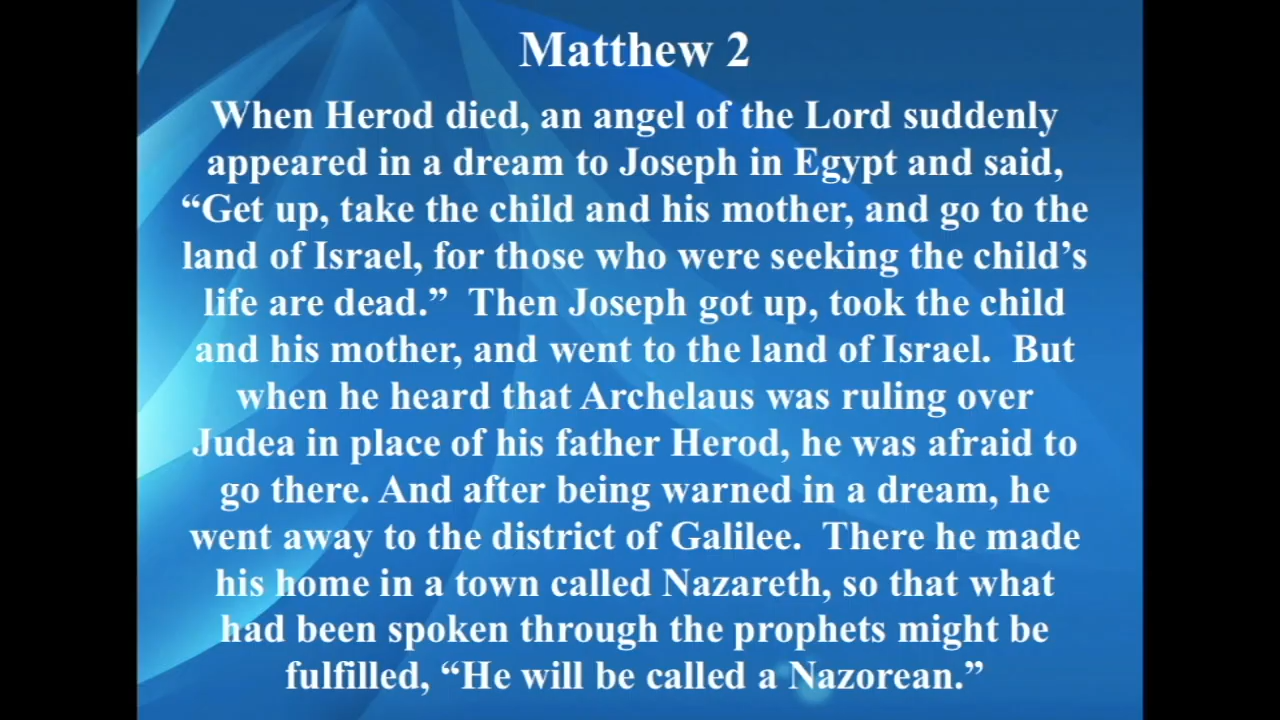 Matthew 2
When Herod died, an angel of the Lord suddenly
appeared in a dream to Joseph in Egypt and said,
“Get up, take the child and his mother, and go to the
land of Israel, for those who were seeking the child’s
life are dead.”  Then Joseph got up, took the child
and his mother, and went to the land of Israel.  But
when he heard that Archelaus was ruling over
Judea in place of his father Herod, he was afraid to
go there. And after being warned in a dream, he
went away to the district of Galilee.  There he made
his home in a town called Nazareth, so that what
had been spoken through the prophets might be
fulfilled, “He will be called a Nazorean.”